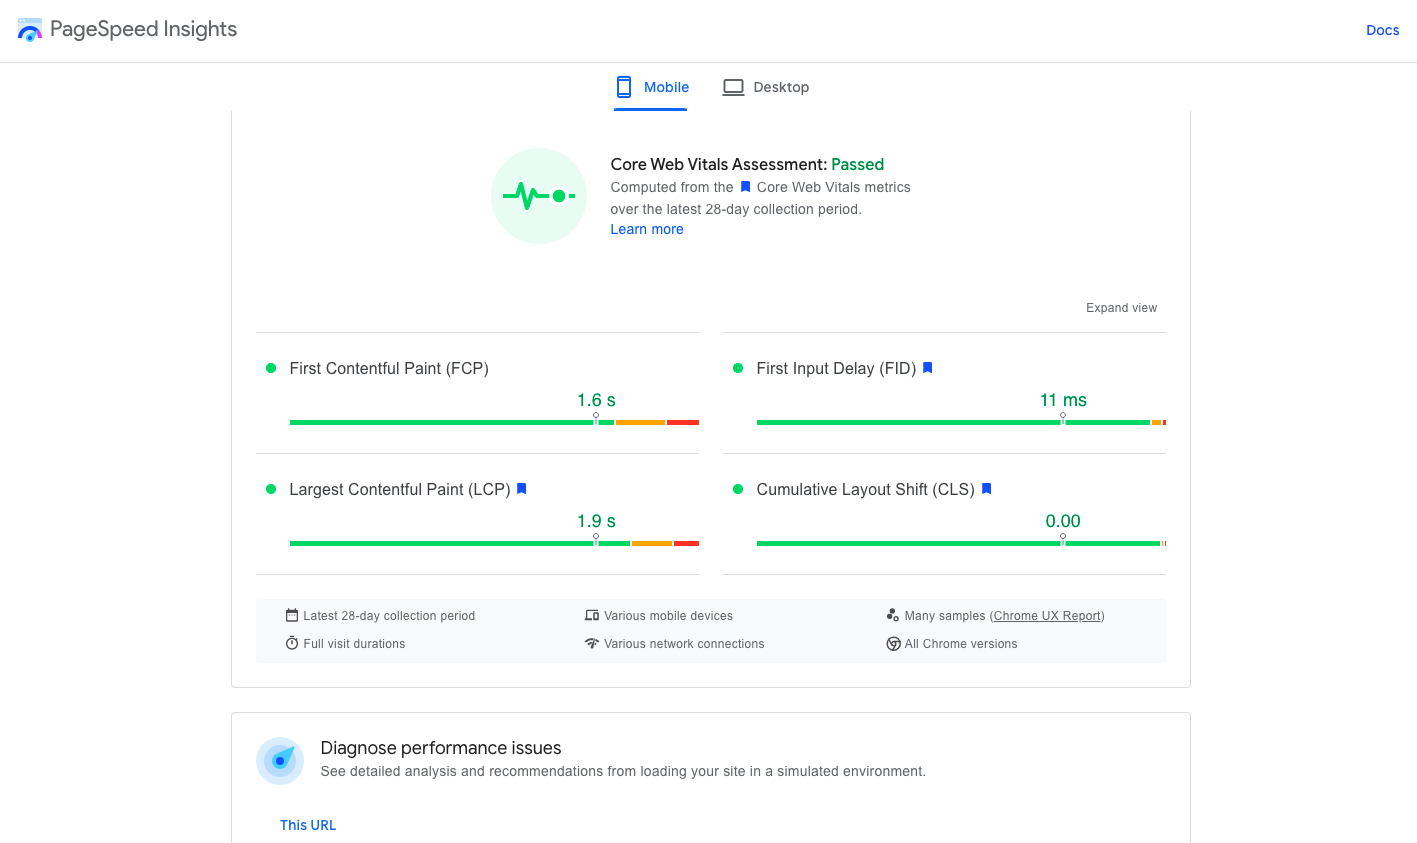 PageSpeed Insights
Docs
Mobile
Desktop
Core Web Vitals Assessment: Passed
Computed from the Core Web Vitals metrics
over the latest 28-day collection period.
Learn more
Expand view
First Contentful Paint (FCP)
1.6 s
First Input Delay (FID)
11 ms
Largest Contentful Paint (LCP)
1.9 s
Cumulative Layout Shift (CLS)
0.00
Latest 28-day collection period
Various mobile devices
Many samples (Chrome UX Report)
Full visit durations
Various network connections
All Chrome versions
Diagnose performance issues
See detailed analysis and recommendations from loading your site in a simulated environment.
This URL